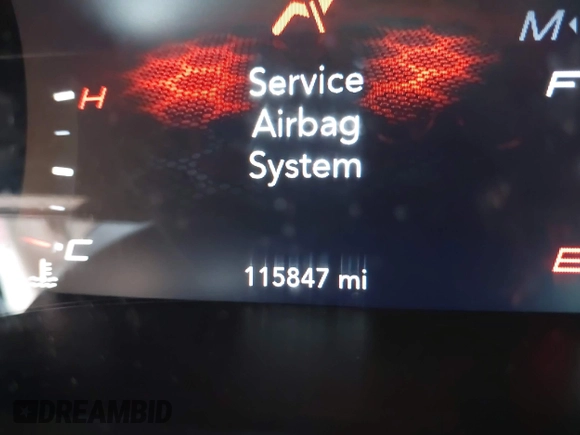 M
H
F
Service
Airbag
System
C
E
115847 mi
DREAMBID